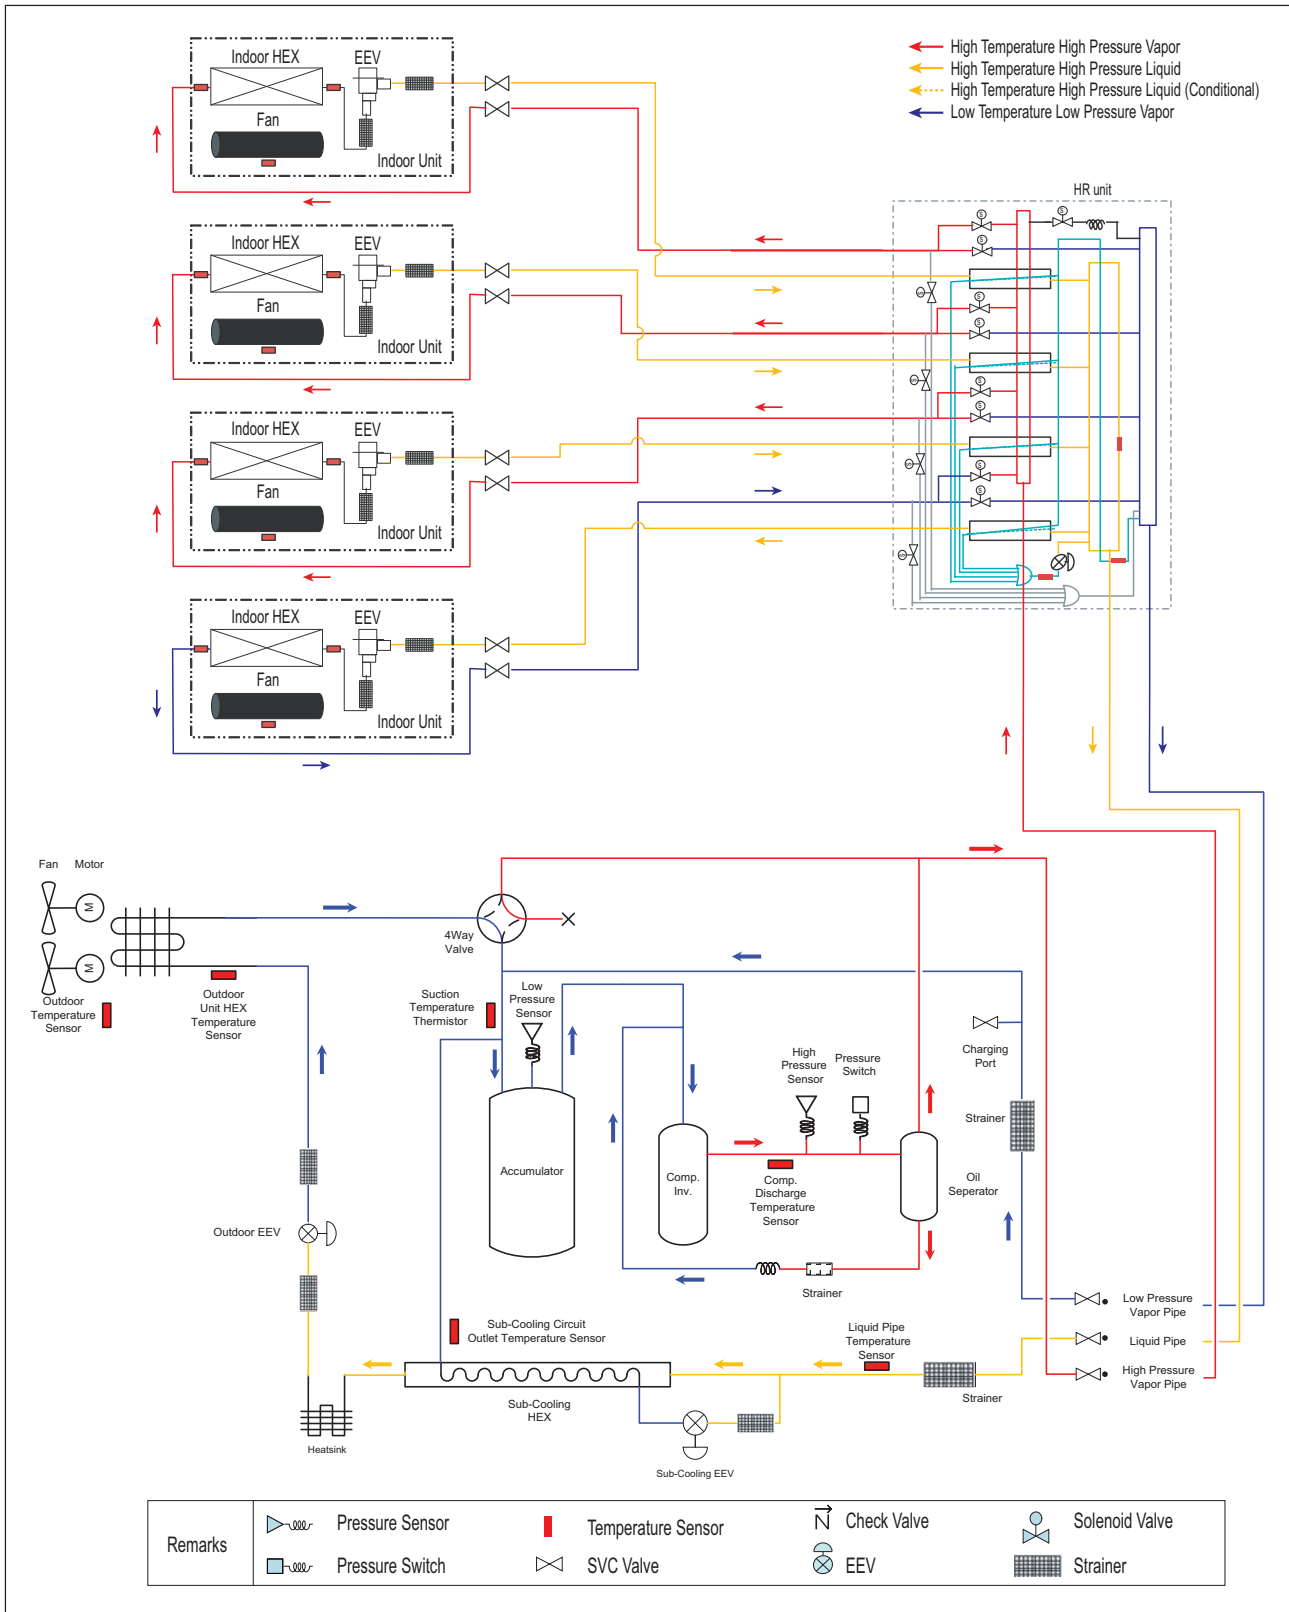 High Temperature High Pressure Vapor
High Temperature High Pressure Liquid
High Temperature High Pressure Liquid (Conditional)
Low Temperature Low Pressure Vapor
Indoor HEX
EEV
Fan
Indoor Unit
Indoor HEX
EEV
Fan
Indoor Unit
Indoor HEX
EEV
Fan
Indoor Unit
Indoor HEX
EEV
Fan
Indoor Unit
HR unit
S
S
S
S
S
S
S
S
S
S
S
S
S
Fan
Motor
M
M
4Way
Valve
Outdoor
Temperature
Sensor
Outdoor
Unit HEX
Temperature
Sensor
Suction
Temperature
Thermistor
Low
Pressure
Sensor
High
Pressure
Sensor
Pressure
Switch
Charging
Port
Strainer
Accumulator
Comp.
Inv.
Comp.
Discharge
Temperature
Sensor
Oil
Seperator
Outdoor EEV
Strainer
Sub-Cooling Circuit
Outlet Temperature Sensor
Liquid Pipe
Temperature
Sensor
Low Pressure
Vapor Pipe
Liquid Pipe
High Pressure
Vapor Pipe
Strainer
Sub-Cooling
HEX
Heatsink
Sub-Cooling EEV
Remarks
Pressure Sensor
Temperature Sensor
Check Valve
Solenoid Valve
Pressure Switch
SVC Valve
EEV
Strainer